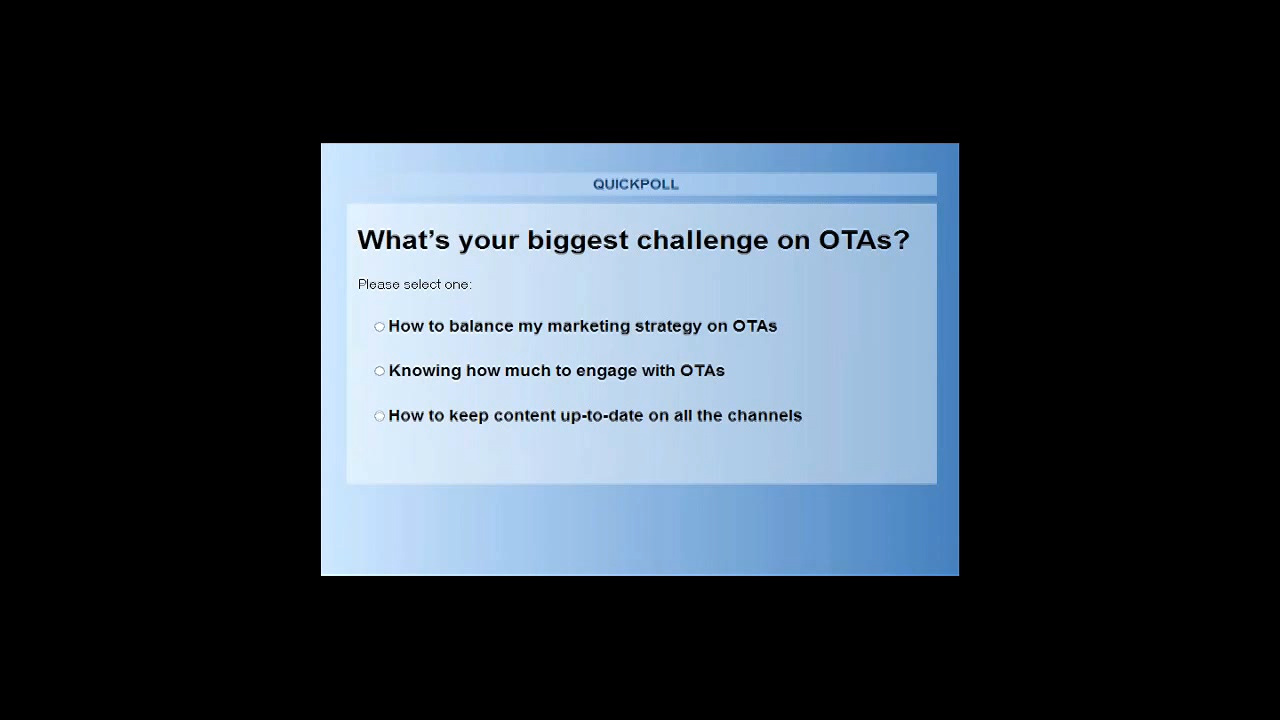 QUICKPOLL
What’s your biggest challenge on OTAs?
Please select one:
How to balance my marketing strategy on OTAs
Knowing how much to engage with OTAs
How to keep content up-to-date on all the channels